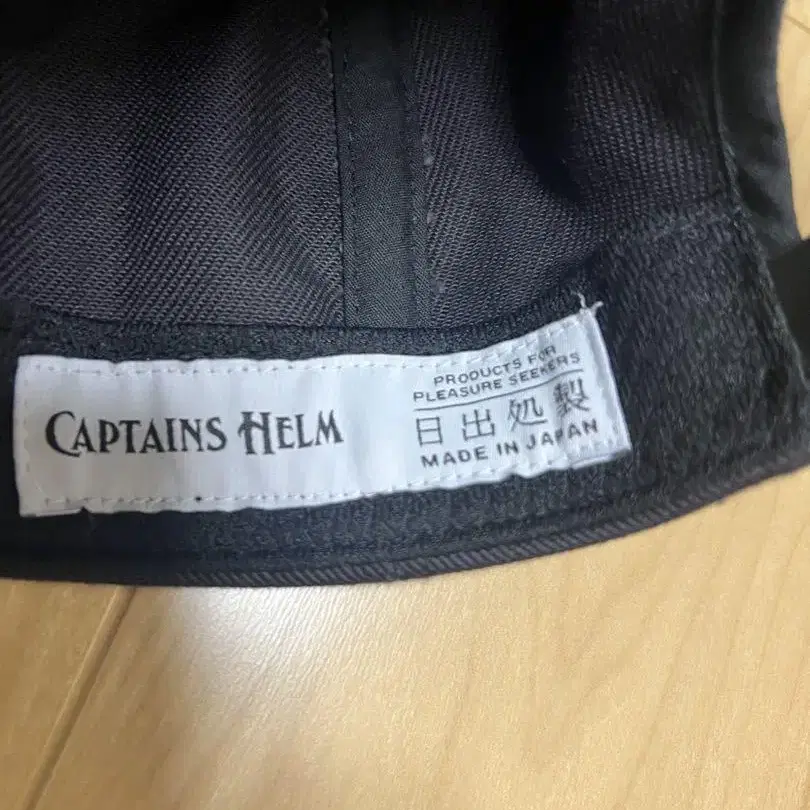 CAPTAINS HELM
PRODUCTS FOR
PLEASURE SEEKERS
日出処製
MADE IN JAPAN